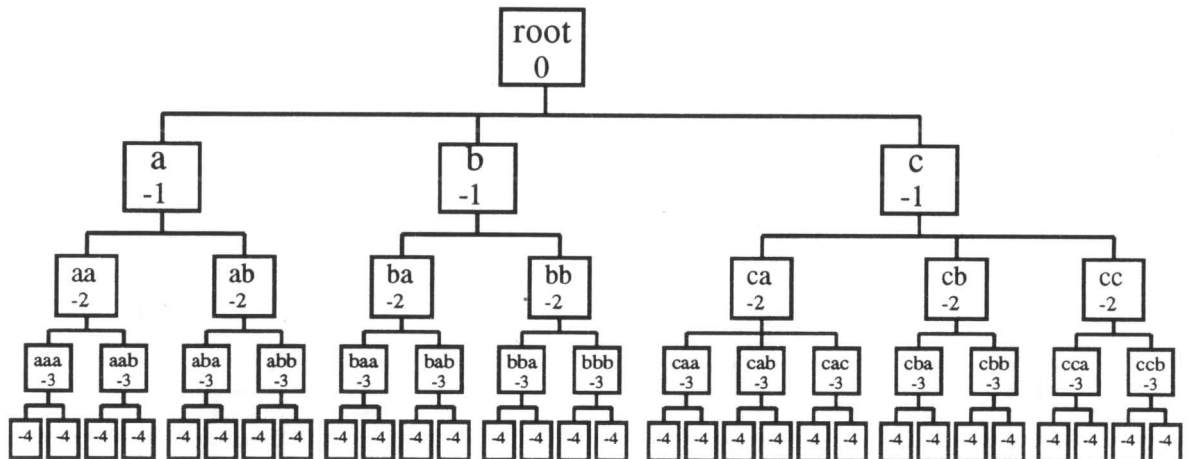 root
0
a b c
-1 -1 -1
aa ab ba bb ca cb cc
-2 -2 -2 -2 -2 -2 -2
aaa aab aba abb baa bab bba bbb caa cab cac cba cbb cca ccb
-3 -3 -3 -3 -3 -3 -3 -3 -3 -3 -3 -3 -3 -3 -3
-4 -4 -4 -4 -4 -4 -4 -4 -4 -4 -4 -4 -4 -4 -4 -4 -4 -4 -4 -4 -4 -4 -4 -4 -4 -4 -4 -4 -4 -4